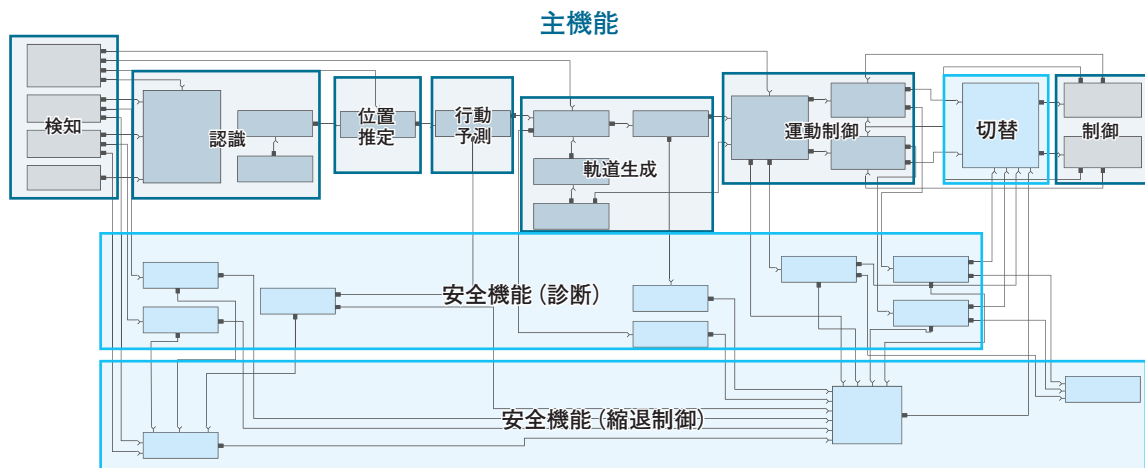 主機能
検知
認識
位置
推定
行動
予測
軌道生成
運動制御
切替
制御
安全機能(診断)
安全機能(縮退制御)